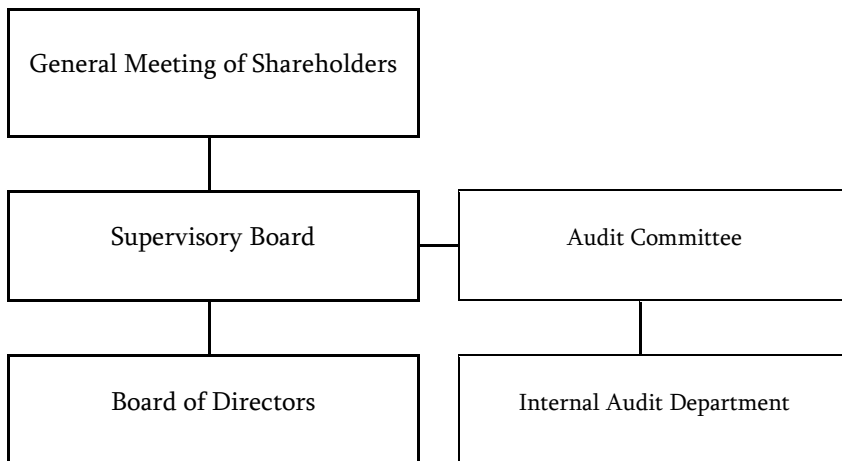 General Meeting of Shareholders
Supervisory Board
Audit Committee
Board of Directors
Internal Audit Department